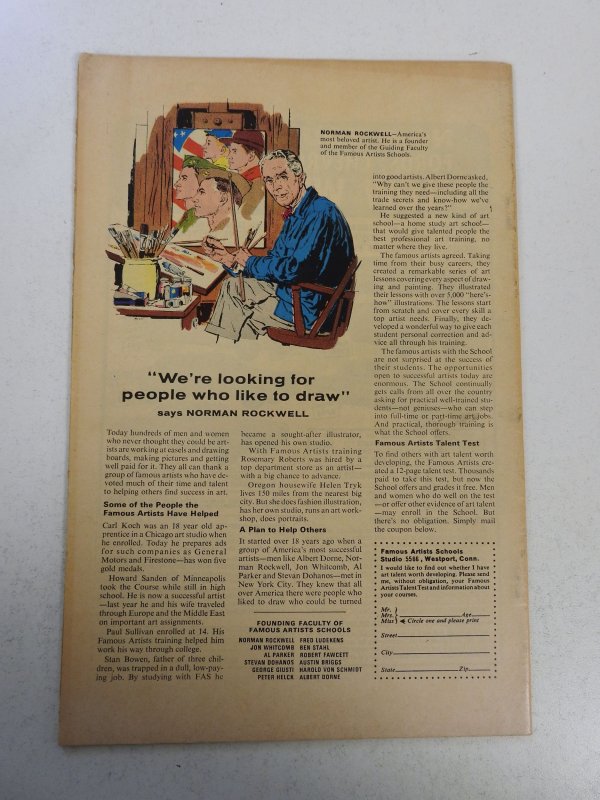 NORMAN ROCKWELL—America's
most beloved artist. He is a founder
and member of the Guiding Faculty
of the Famous Artists Schools.
"We're looking for
people who like to draw"
says NORMAN ROCKWELL
Today hundreds of men and women
who never thought they could be art-
ists are working at easels and drawing
boards, making pictures and getting
well paid for it. They all can thank a
group of famous artists who have de-
voted much of their time and talent
to helping others find success in art.
Some of the People the
Famous Artists Have Helped
Carl Koch was an 18 year old ap-
prentice in a Chicago art studio when
he enrolled. Today he prepares ads
for such companies as General
Motors and Firestone—has won five
gold medals.
Howard Sanden of Minneapolis
took the Course while still in high
school. He is now a successful artist
—last year he and his wife traveled
through Europe and the Middle East
on important art assignments.
Paul Sullivan enrolled at 14. His
Famous Artists training helped him
work his way through college.
Stan Bowen, father of three chil-
dren, was trapped in a dull, low-pay-
ing job. By studying with FAS he
became a sought-after illustrator,
has opened his own studio.
With Famous Artists training
Rosemary Roberts was hired by a
top department store as an artist—
with a big chance to advance.
Oregon housewife Helen Tryk
lives 150 miles from the nearest big
city. But she does fashion illustration,
has her own studio, runs an art work-
shop, does portraits.
A Plan to Help Others
It started over 18 years ago when a
group of America's most successful
artists—men like Albert Dorne, Nor-
man Rockwell, Jon Whitcomb, Al
Parker and Stevan Dohanos—met in
New York City. They knew that all
over America there were people who
liked to draw who could be turned
FOUNDING FACULTY OF
FAMOUS ARTISTS SCHOOLS
NORMAN ROCKWELL FRED LUDEKENS
JON WHITCOMB BEN STAHL
AL PARKER ROBERT FAWCETT
STEVAN DOHANOS AUSTIN BRIGGS
GEORGE GIUSTI HAROLD VON SCHMIDT
PETER HELCK ALBERT DORNE
into good artists. Albert Dorne asked,
"Why can't we give these people the
training they need—including all the
trade secrets and know-how we've
learned over the years?"
He suggested a new kind of art
school—a home study art school—
that would give talented people the
best professional art training, no
matter where they live.
The famous artists agreed. Taking
time from their busy careers, they
created a remarkable series of art
lessons covering every aspect of draw-
ing and painting. They illustrated
their lessons with over 5,000 "here's-
how" illustrations. The lessons start
from scratch and cover every skill a
top artist needs. Finally, they de-
veloped a wonderful way to give each
student personal correction and ad-
vice all through his training.
The famous artists with the School
are not surprised at the success of
their students. The opportunities
open to successful artists today are
enormous. The School continually
gets calls from all over the country
asking for practical well-trained stu-
dents—not geniuses—who can step
into full-time or part-time art jobs.
And practical, thorough training is
what the School offers.
Famous Artists Talent Test
To find others with art talent worth
developing, the Famous Artists cre-
ated a 12-page talent test. Thousands
paid to take this test, but now the
School offers and grades it free. Men
and women who do well on the test
—or offer other evidence of art talent
—may enroll in the School. But
there's no obligation. Simply mail
the coupon below.
Famous Artists Schools
Studio 5586, Westport, Conn.
I would like to find out whether I have
art talent worth developing. Please send
me, without obligation, your Famous
Artists Talent Test and information about
your courses.
Mr.
Mrs. Age
Miss Circle one and please print
Street
City
State Zip